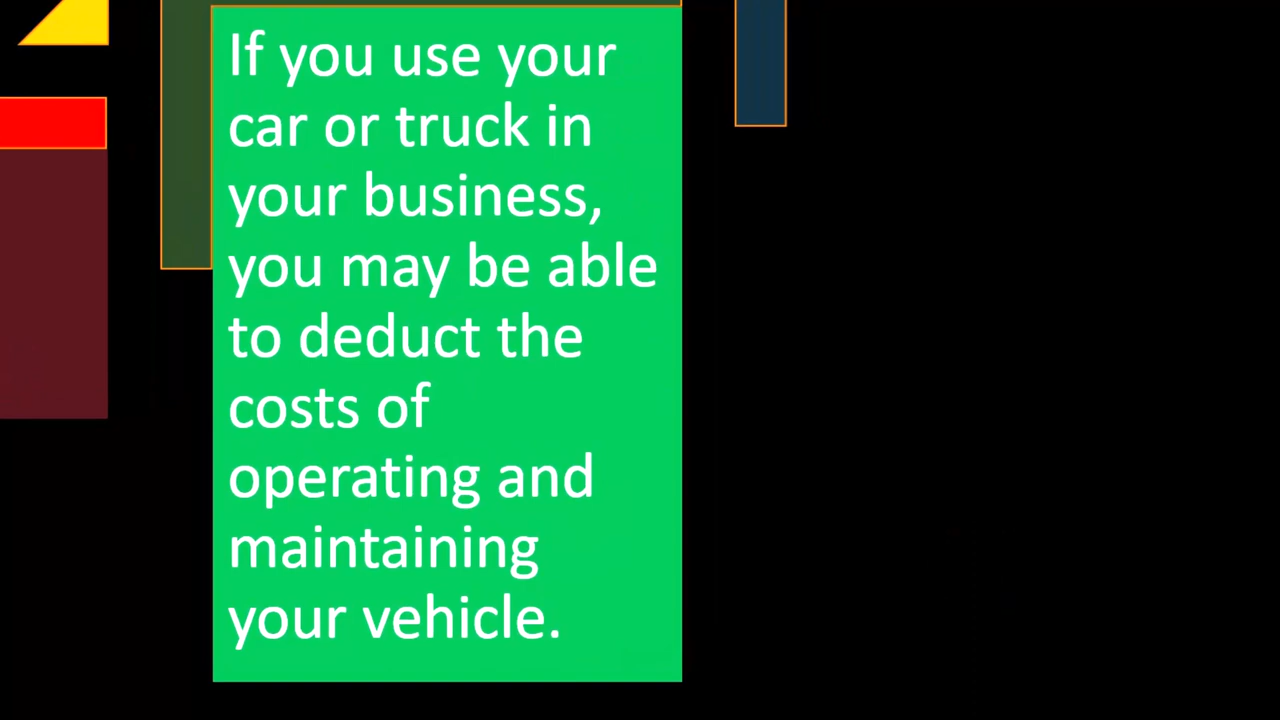 If you use your
car or truck in
your business,
you may be able
to deduct the
costs of
operating and
maintaining
your vehicle.